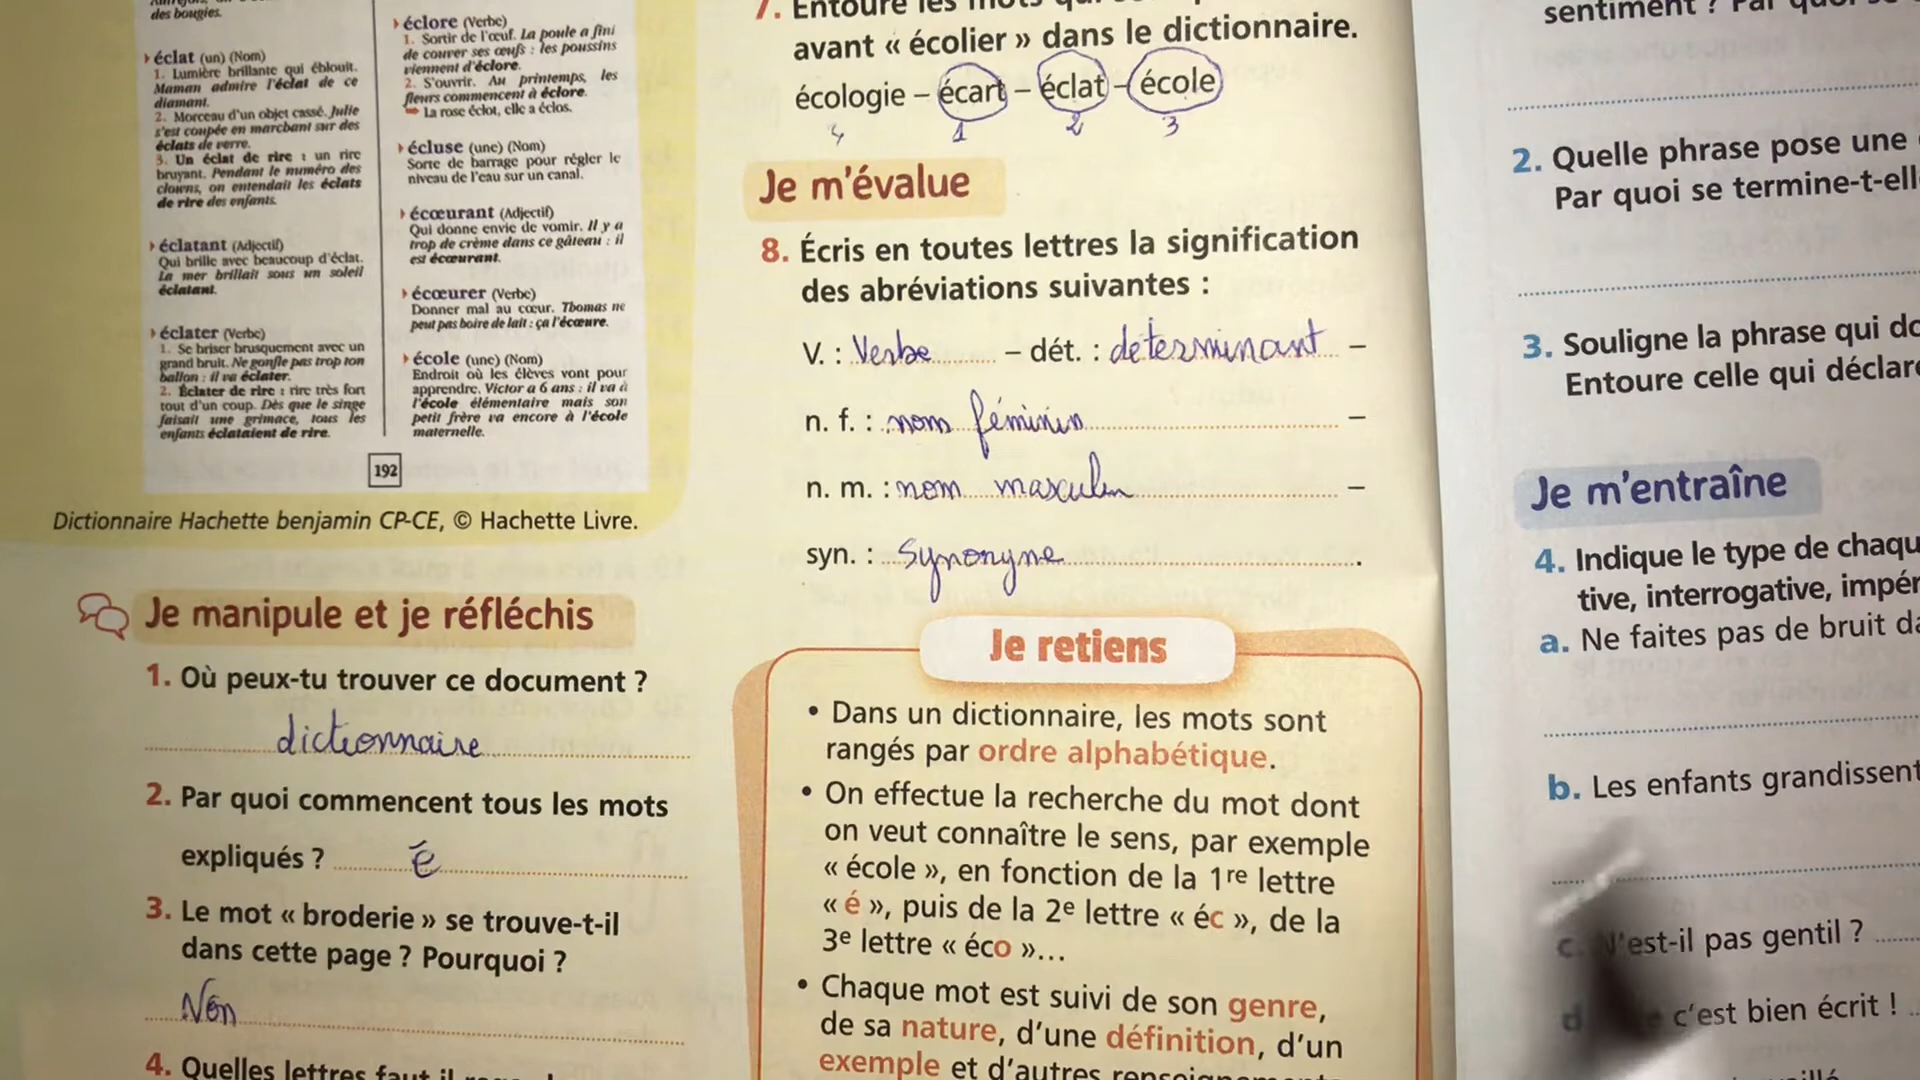 des bougies.
éclat (un) (Nom)
1. Lumière brillante qui éblouit.
Maman admire l'éclat de ce
diamant.
2. Morceau d'un objet cassé. Julie
s'est coupée en marchant sur des
éclats de verre.
3. Un éclat de rire : un rire
bruyant. Pendant le numéro des
clowns, on entendait les éclats
de rire des enfants.
éclatant (Adjectif)
Qui brille avec beaucoup d'éclat.
La mer brillait sous un soleil
éclatant.
éclater (Verbe)
1. Se briser brusquement avec un
grand bruit. Ne gonfle pas trop ton
ballon : il va éclater.
2. Éclater de rire : rire très fort
tout d'un coup. Dès que le singe
faisait une grimace, tous les
enfants éclataient de rire.
éclore (Verbe)
1. Sortir de l'œuf. La poule a fini
de couver ses œufs : les poussins
viennent d'éclore.
2. S'ouvrir. Au printemps, les
fleurs commencent à éclore.
La rose éclot, elle a éclos.
écluse (une) (Nom)
Sorte de barrage pour régler le
niveau de l'eau sur un canal.
écœurant (Adjectif)
Qui donne envie de vomir. Il y a
trop de crème dans ce gâteau : il
est écœurant.
écœurer (Verbe)
Donner mal au cœur. Thomas ne
peut pas boire de lait : ça l'écœure.
école (une) (Nom)
Endroit où les élèves vont pour
apprendre. Victor a 6 ans : il va à
l'école élémentaire mais son
petit frère va encore à l'école
maternelle.
192
Dictionnaire Hachette benjamin CP-CE, © Hachette Livre.
Je manipule et je réfléchis
1. Où peux-tu trouver ce document ?
dictionnaire
2. Par quoi commencent tous les mots
expliqués ? é
3. Le mot « broderie » se trouve-t-il
dans cette page ? Pourquoi ?
Non
4. Quelles lettres faut-il
7. Entoure les mots
avant « écolier » dans le dictionnaire.
écologie – écart – éclat – école
4 1 2 3
Je m'évalue
8. Écris en toutes lettres la signification
des abréviations suivantes :
V. : Verbe – dét. : déterminant –
n. f. : nom féminin –
n. m. : nom masculin –
syn. : Synonyme .
Je retiens
• Dans un dictionnaire, les mots sont
rangés par ordre alphabétique.
• On effectue la recherche du mot dont
on veut connaître le sens, par exemple
« école », en fonction de la 1re lettre
« é », puis de la 2e lettre « éc », de la
3e lettre « éco »...
• Chaque mot est suivi de son genre,
de sa nature, d'une définition, d'un
exemple et d'autres
sentiment ? Par quoi
2. Quelle phrase pose une
Par quoi se termine-t-elle
3. Souligne la phrase qui
Entoure celle qui
Je m'entraîne
4. Indique le type de
tive, interrogative,
a. Ne faites pas de bruit
b. Les enfants grandissent
c. N'est-il pas gentil ?
d. c'est bien écrit !